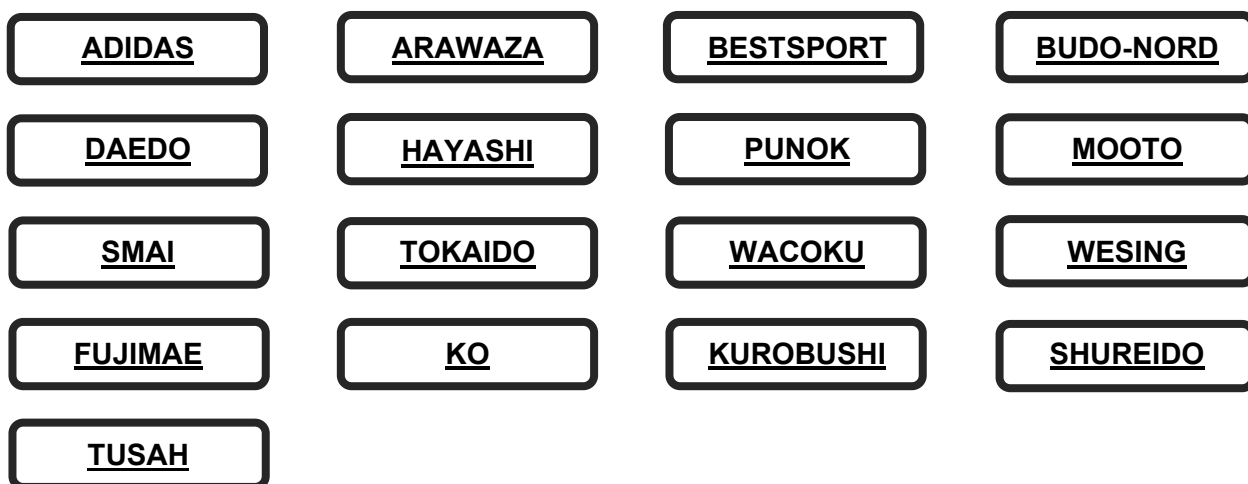 ADIDAS ARAWAZA BESTSPORT BUDO-NORD
DAEDO HAYASHI PUNOK MOOTO
SMAI TOKAIDO WACOKU WESING
FUJIMAE KO KUROBUSHI SHUREIDO
TUSAH